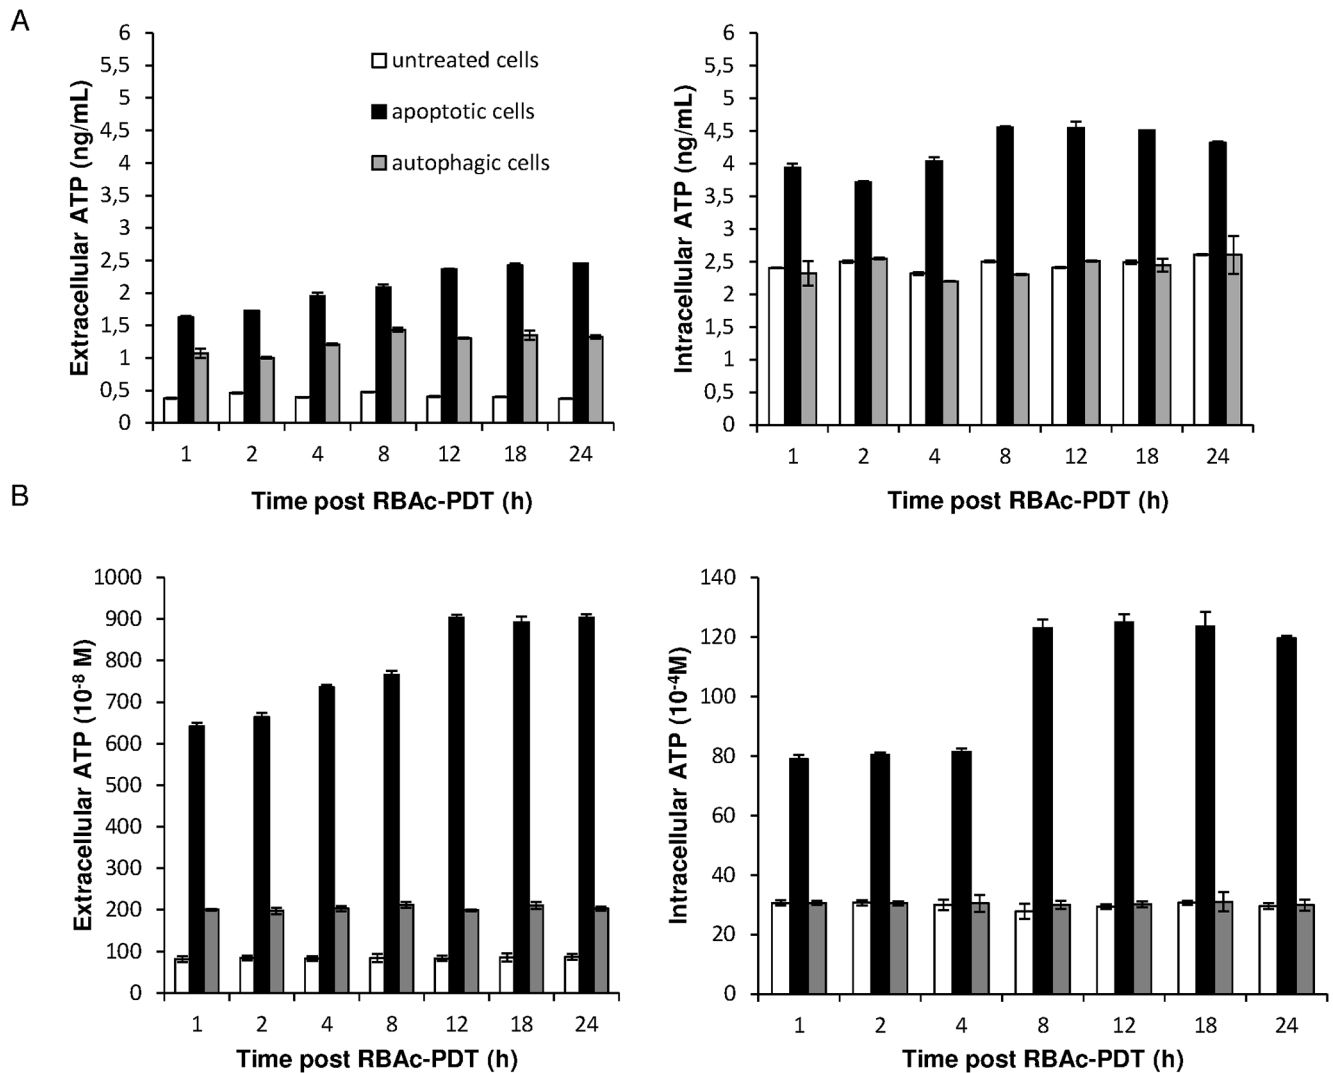 A
Extracellular ATP (ng/mL)
6
5,5
5
4,5
4
3,5
3
2,5
2
1,5
1
0,5
0
untreated cells
apoptotic cells
autophagic cells
1 2 4 8 12 18 24
Time post RBAc-PDT (h)
Intracellular ATP (ng/mL)
6
5,5
5
4,5
4
3,5
3
2,5
2
1,5
1
0,5
0
1 2 4 8 12 18 24
Time post RBAc-PDT (h)
B
Extracellular ATP (10⁻⁸ M)
1000
900
800
700
600
500
400
300
200
100
0
1 2 4 8 12 18 24
Time post RBAc-PDT (h)
Intracellular ATP (10⁻⁴M)
140
120
100
80
60
40
20
0
1 2 4 8 12 18 24
Time post RBAc-PDT (h)